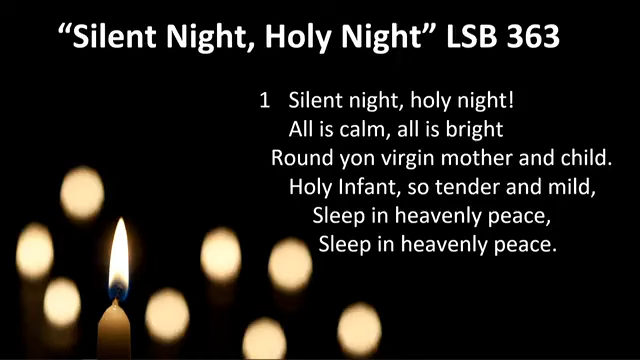 “Silent Night, Holy Night” LSB 363
1 Silent night, holy night!
All is calm, all is bright
Round yon virgin mother and child.
Holy Infant, so tender and mild,
Sleep in heavenly peace,
Sleep in heavenly peace.